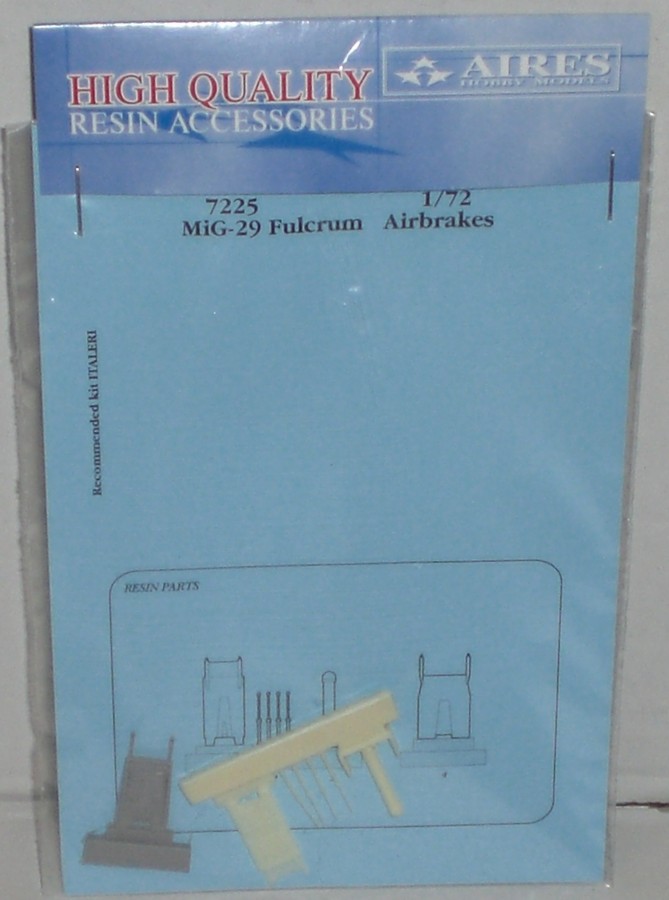 HIGH QUALITY
RESIN ACCESSORIES
AIRES
HOBBY MODELS
7225 1/72
MiG-29 Fulcrum Airbrakes
Recommended kit ITALERI
RESIN PARTS